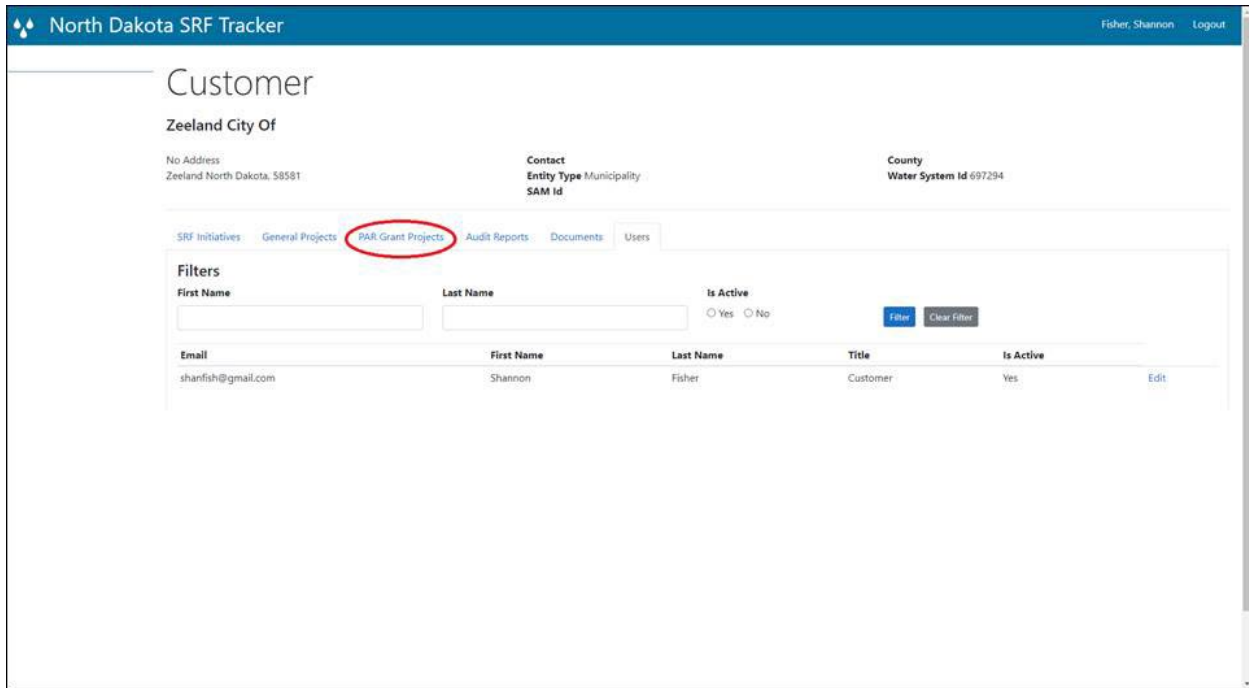 North Dakota SRF Tracker Fisher, Shannon Logout
Customer
Zeeland City Of
No Address Contact County
Zeeland North Dakota, 58581 Entity Type Municipality Water System Id 697294
SAM Id
SRF Initiatives General Projects PAR Grant Projects Audit Reports Documents Users
Filters
First Name Last Name Is Active
Yes No Filter Clear Filter
Email First Name Last Name Title Is Active
shanfish@gmail.com Shannon Fisher Customer Yes Edit